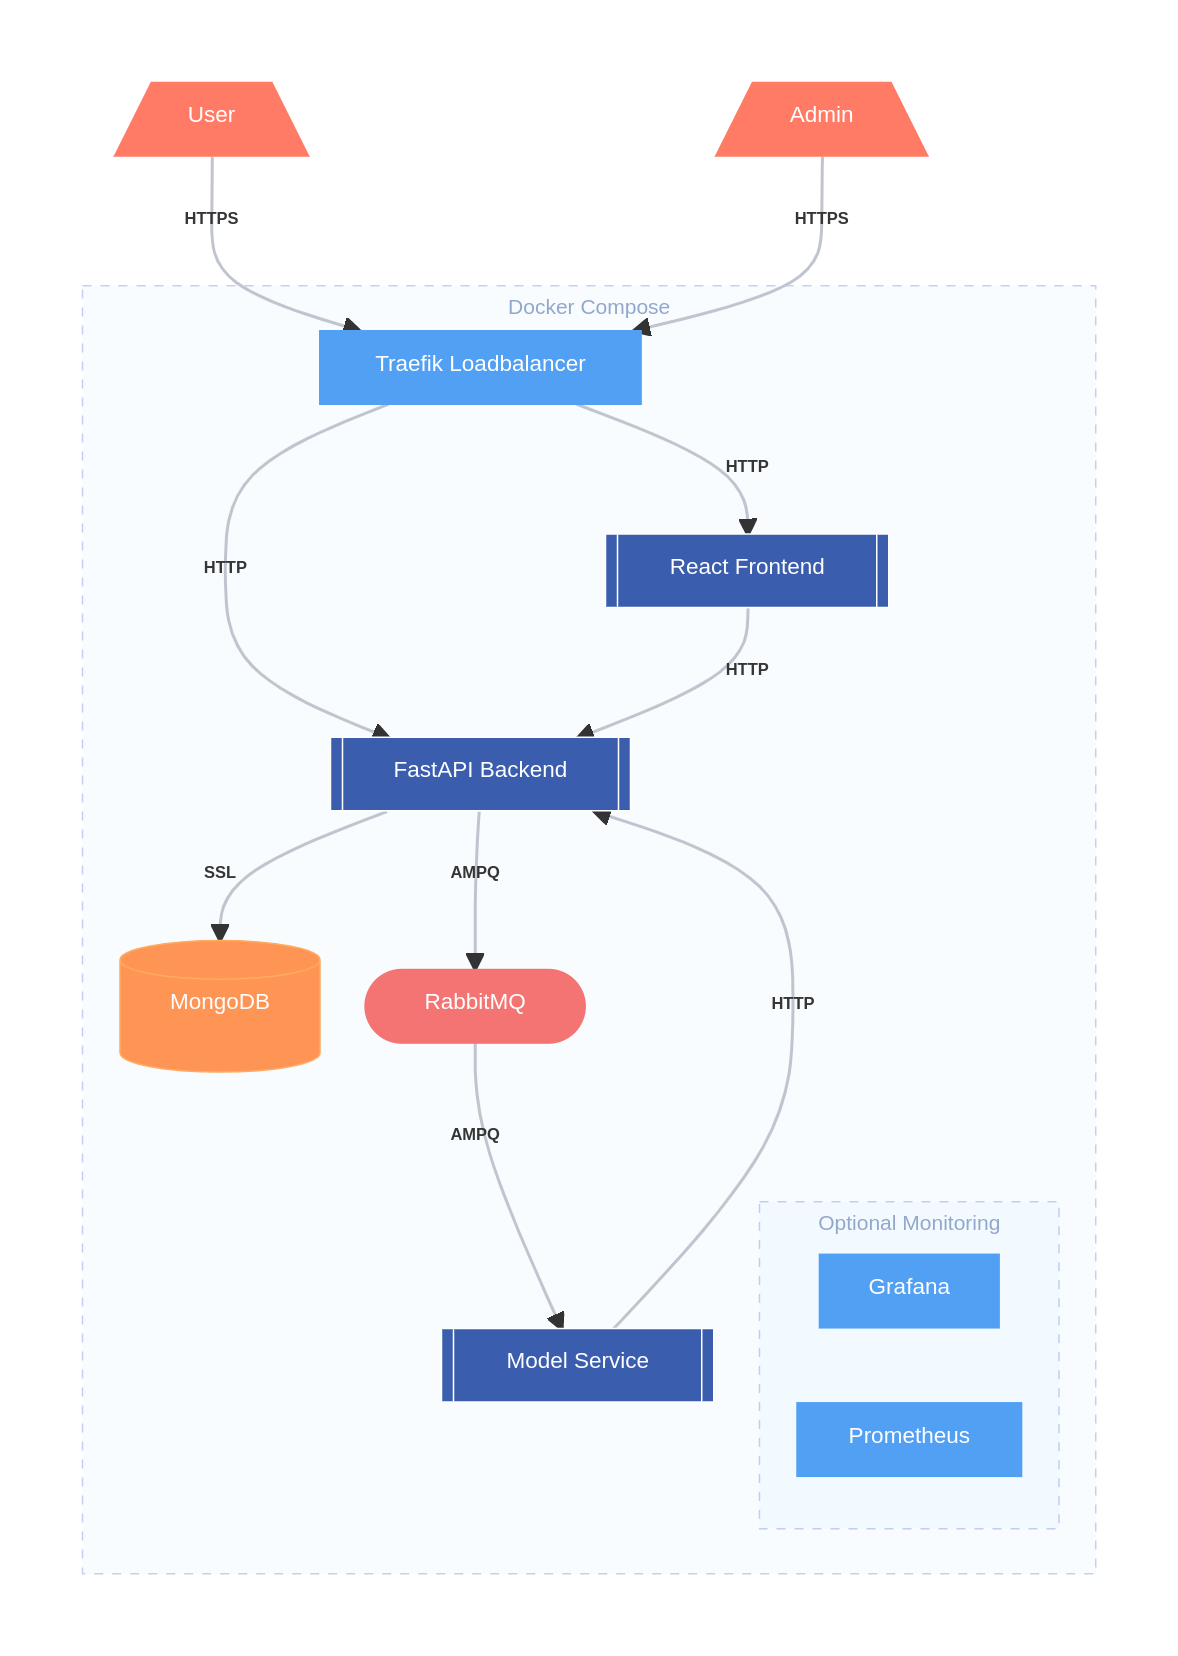 User
Admin
HTTPS
HTTPS
Docker Compose
Traefik Loadbalancer
HTTP
HTTP
React Frontend
HTTP
FastAPI Backend
SSL
AMPQ
MongoDB
RabbitMQ
HTTP
AMPQ
Optional Monitoring
Grafana
Model Service
Prometheus